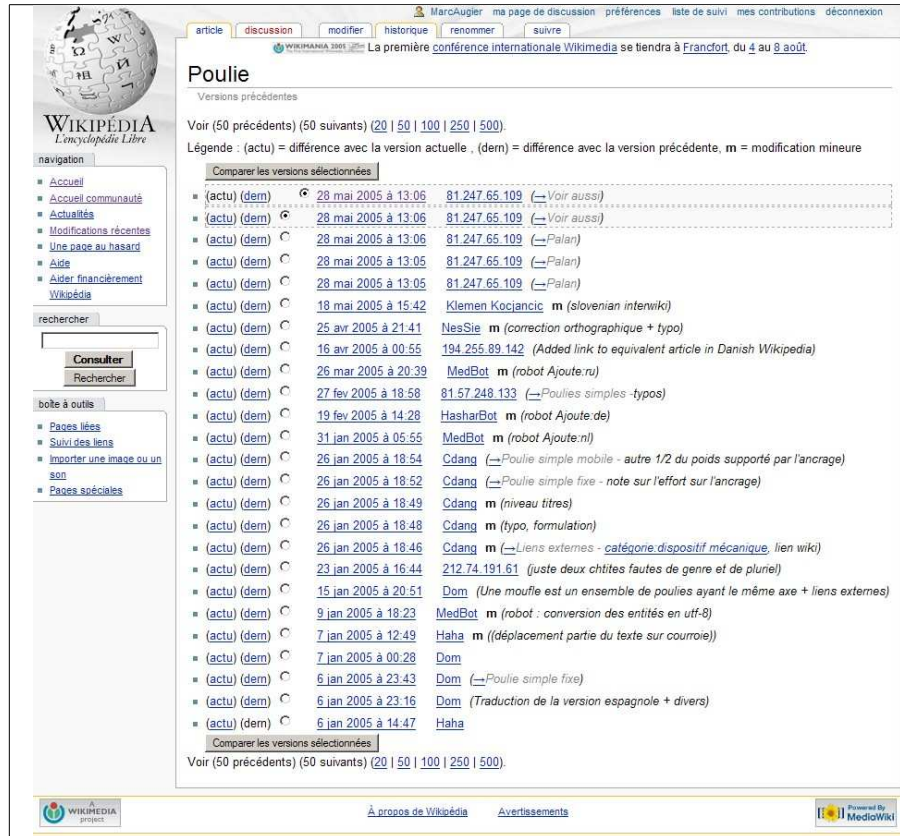 MarcAugier ma page de discussion préférences liste de suivi mes contributions déconnexion
article discussion modifier historique renommer suivre
WIKIMANIA 2005 La première conférence internationale Wikimedia se tiendra à Francfort, du 4 au 8 août.
Poulie
Versions précédentes
Voir (50 précédents) (50 suivants) (20 | 50 | 100 | 250 | 500).
Légende : (actu) = différence avec la version actuelle , (dern) = différence avec la version précédente, m = modification mineure
Comparer les versions sélectionnées
(actu) (dern) 28 mai 2005 à 13:06 81.247.65.109 (→Voir aussi)
(actu) (dern) 28 mai 2005 à 13:06 81.247.65.109 (→Voir aussi)
(actu) (dern) 28 mai 2005 à 13:06 81.247.65.109 (→Palan)
(actu) (dern) 28 mai 2005 à 13:05 81.247.65.109 (→Palan)
(actu) (dern) 28 mai 2005 à 13:05 81.247.65.109 (→Palan)
(actu) (dern) 18 mai 2005 à 15:42 Klemen Kocjancic m (slovenian interwiki)
(actu) (dern) 25 avr 2005 à 21:41 NesSie m (correction orthographique + typo)
(actu) (dern) 16 avr 2005 à 00:55 194.255.89.142 (Added link to equivalent article in Danish Wikipedia)
(actu) (dern) 26 mar 2005 à 20:39 MedBot m (robot Ajoute:ru)
(actu) (dern) 27 fev 2005 à 18:58 81.57.248.133 (→Poulies simples -typos)
(actu) (dern) 19 fev 2005 à 14:28 HasharBot m (robot Ajoute:de)
(actu) (dern) 31 jan 2005 à 05:55 MedBot m (robot Ajoute:nl)
(actu) (dern) 26 jan 2005 à 18:54 Cdang (→Poulie simple mobile - autre 1/2 du poids supporté par l'ancrage)
(actu) (dern) 26 jan 2005 à 18:52 Cdang (→Poulie simple fixe - note sur l'effort sur l'ancrage)
(actu) (dern) 26 jan 2005 à 18:49 Cdang m (niveau titres)
(actu) (dern) 26 jan 2005 à 18:48 Cdang m (typo, formulation)
(actu) (dern) 26 jan 2005 à 18:46 Cdang m (→Liens externes - catégorie:dispositif mécanique, lien wiki)
(actu) (dern) 23 jan 2005 à 16:44 212.74.191.61 (juste deux chtites fautes de genre et de pluriel)
(actu) (dern) 15 jan 2005 à 20:51 Dom (Une moufle est un ensemble de poulies ayant le même axe + liens externes)
(actu) (dern) 9 jan 2005 à 18:23 MedBot m (robot : conversion des entités en utf-8)
(actu) (dern) 7 jan 2005 à 12:49 Haha m ((déplacement partie du texte sur courroie))
(actu) (dern) 7 jan 2005 à 00:28 Dom
(actu) (dern) 6 jan 2005 à 23:43 Dom (→Poulie simple fixe)
(actu) (dern) 6 jan 2005 à 23:16 Dom (Traduction de la version espagnole + divers)
(actu) (dern) 6 jan 2005 à 14:47 Haha
Comparer les versions sélectionnées
Voir (50 précédents) (50 suivants) (20 | 50 | 100 | 250 | 500).
WIKIPÉDIA
L'encyclopédie Libre
navigation
Accueil
Accueil communauté
Actualités
Modifications récentes
Une page au hasard
Aide
Aider financièrement
Wikipédia
rechercher
Consulter
Rechercher
boîte à outils
Pages liées
Suivi des liens
Importer une image ou un
son
Pages spéciales
A
WIKIMEDIA
project
À propos de Wikipédia Avertissements
Powered By
MediaWiki